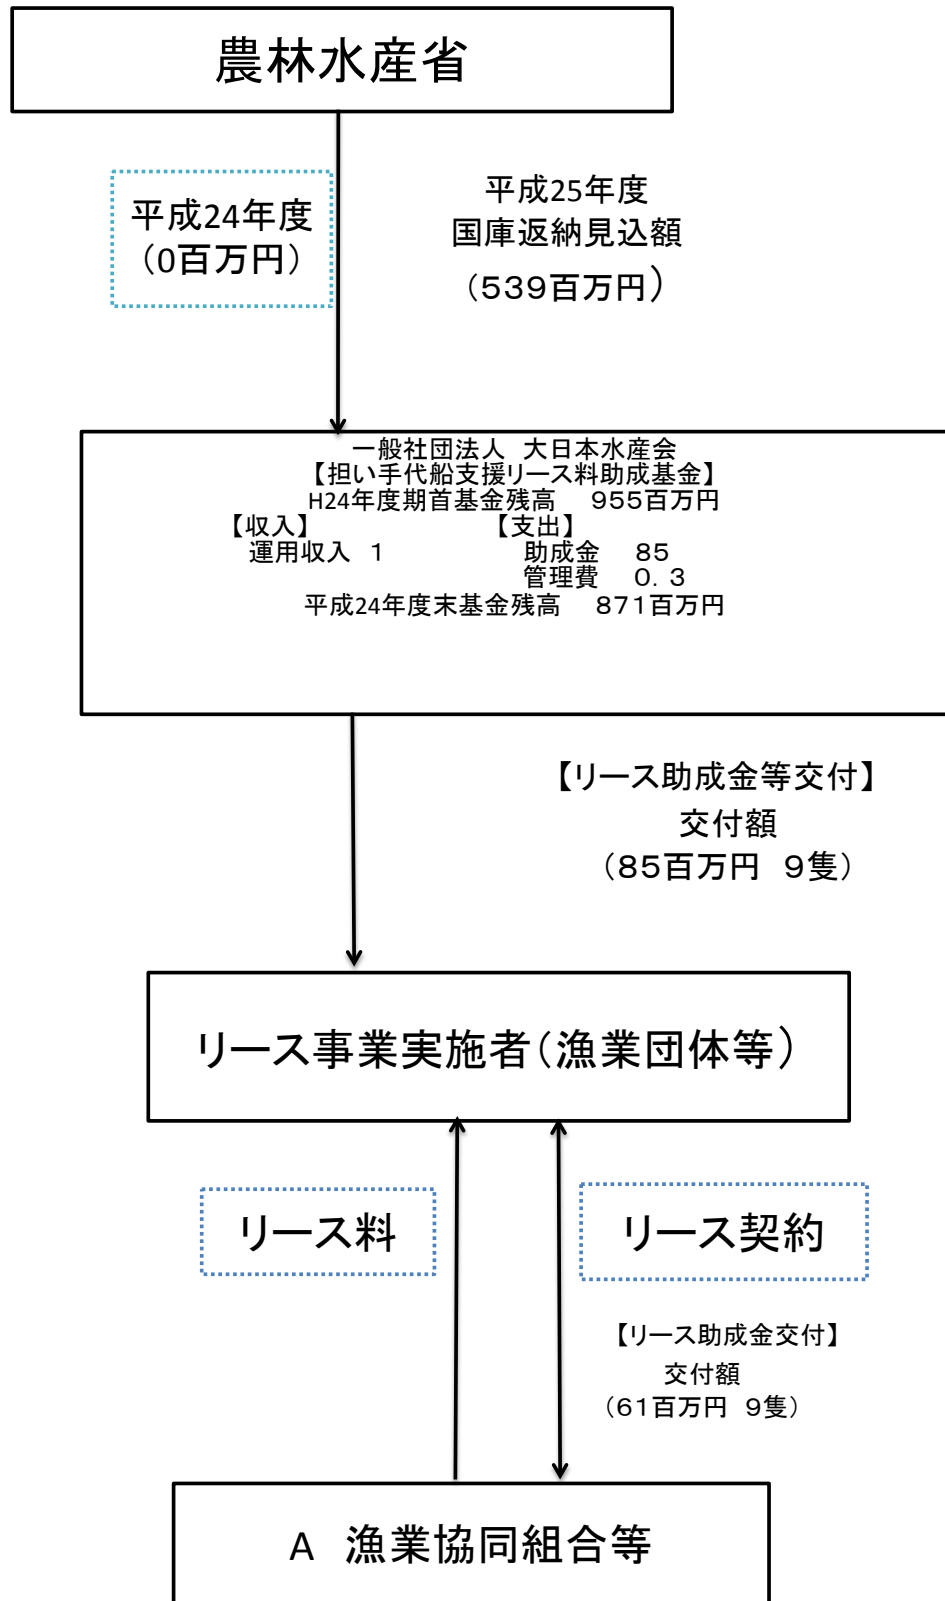 農林水産省
平成24年度
（0百万円）
平成25年度
国庫返納見込額
（５３９百万円）
一般社団法人　大日本水産会
【担い手代船支援リース料助成基金】
H24年度期首基金残高　９５５百万円
【収入】　【支出】
運用収入　１　助成金　８５
管理費　０．３
平成24年度末基金残高　８７１百万円
【リース助成金等交付】
交付額
（８５百万円　９隻）
リース事業実施者（漁業団体等）
リース料
リース契約
【リース助成金交付】
交付額
（６１百万円　９隻）
A　漁業協同組合等